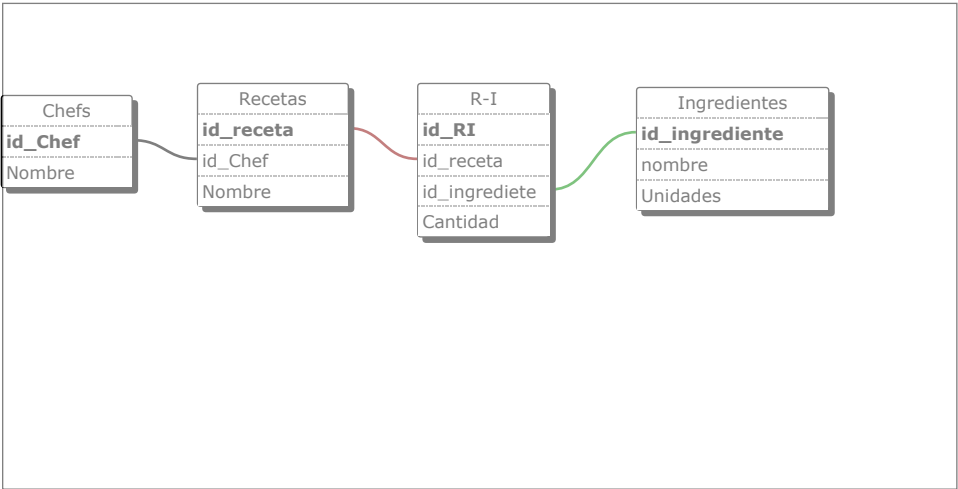 Chefs
id_Chef
Nombre
Recetas
id_receta
id_Chef
Nombre
R-I
id_RI
id_receta
id_ingrediete
Cantidad
Ingredientes
id_ingrediente
nombre
Unidades